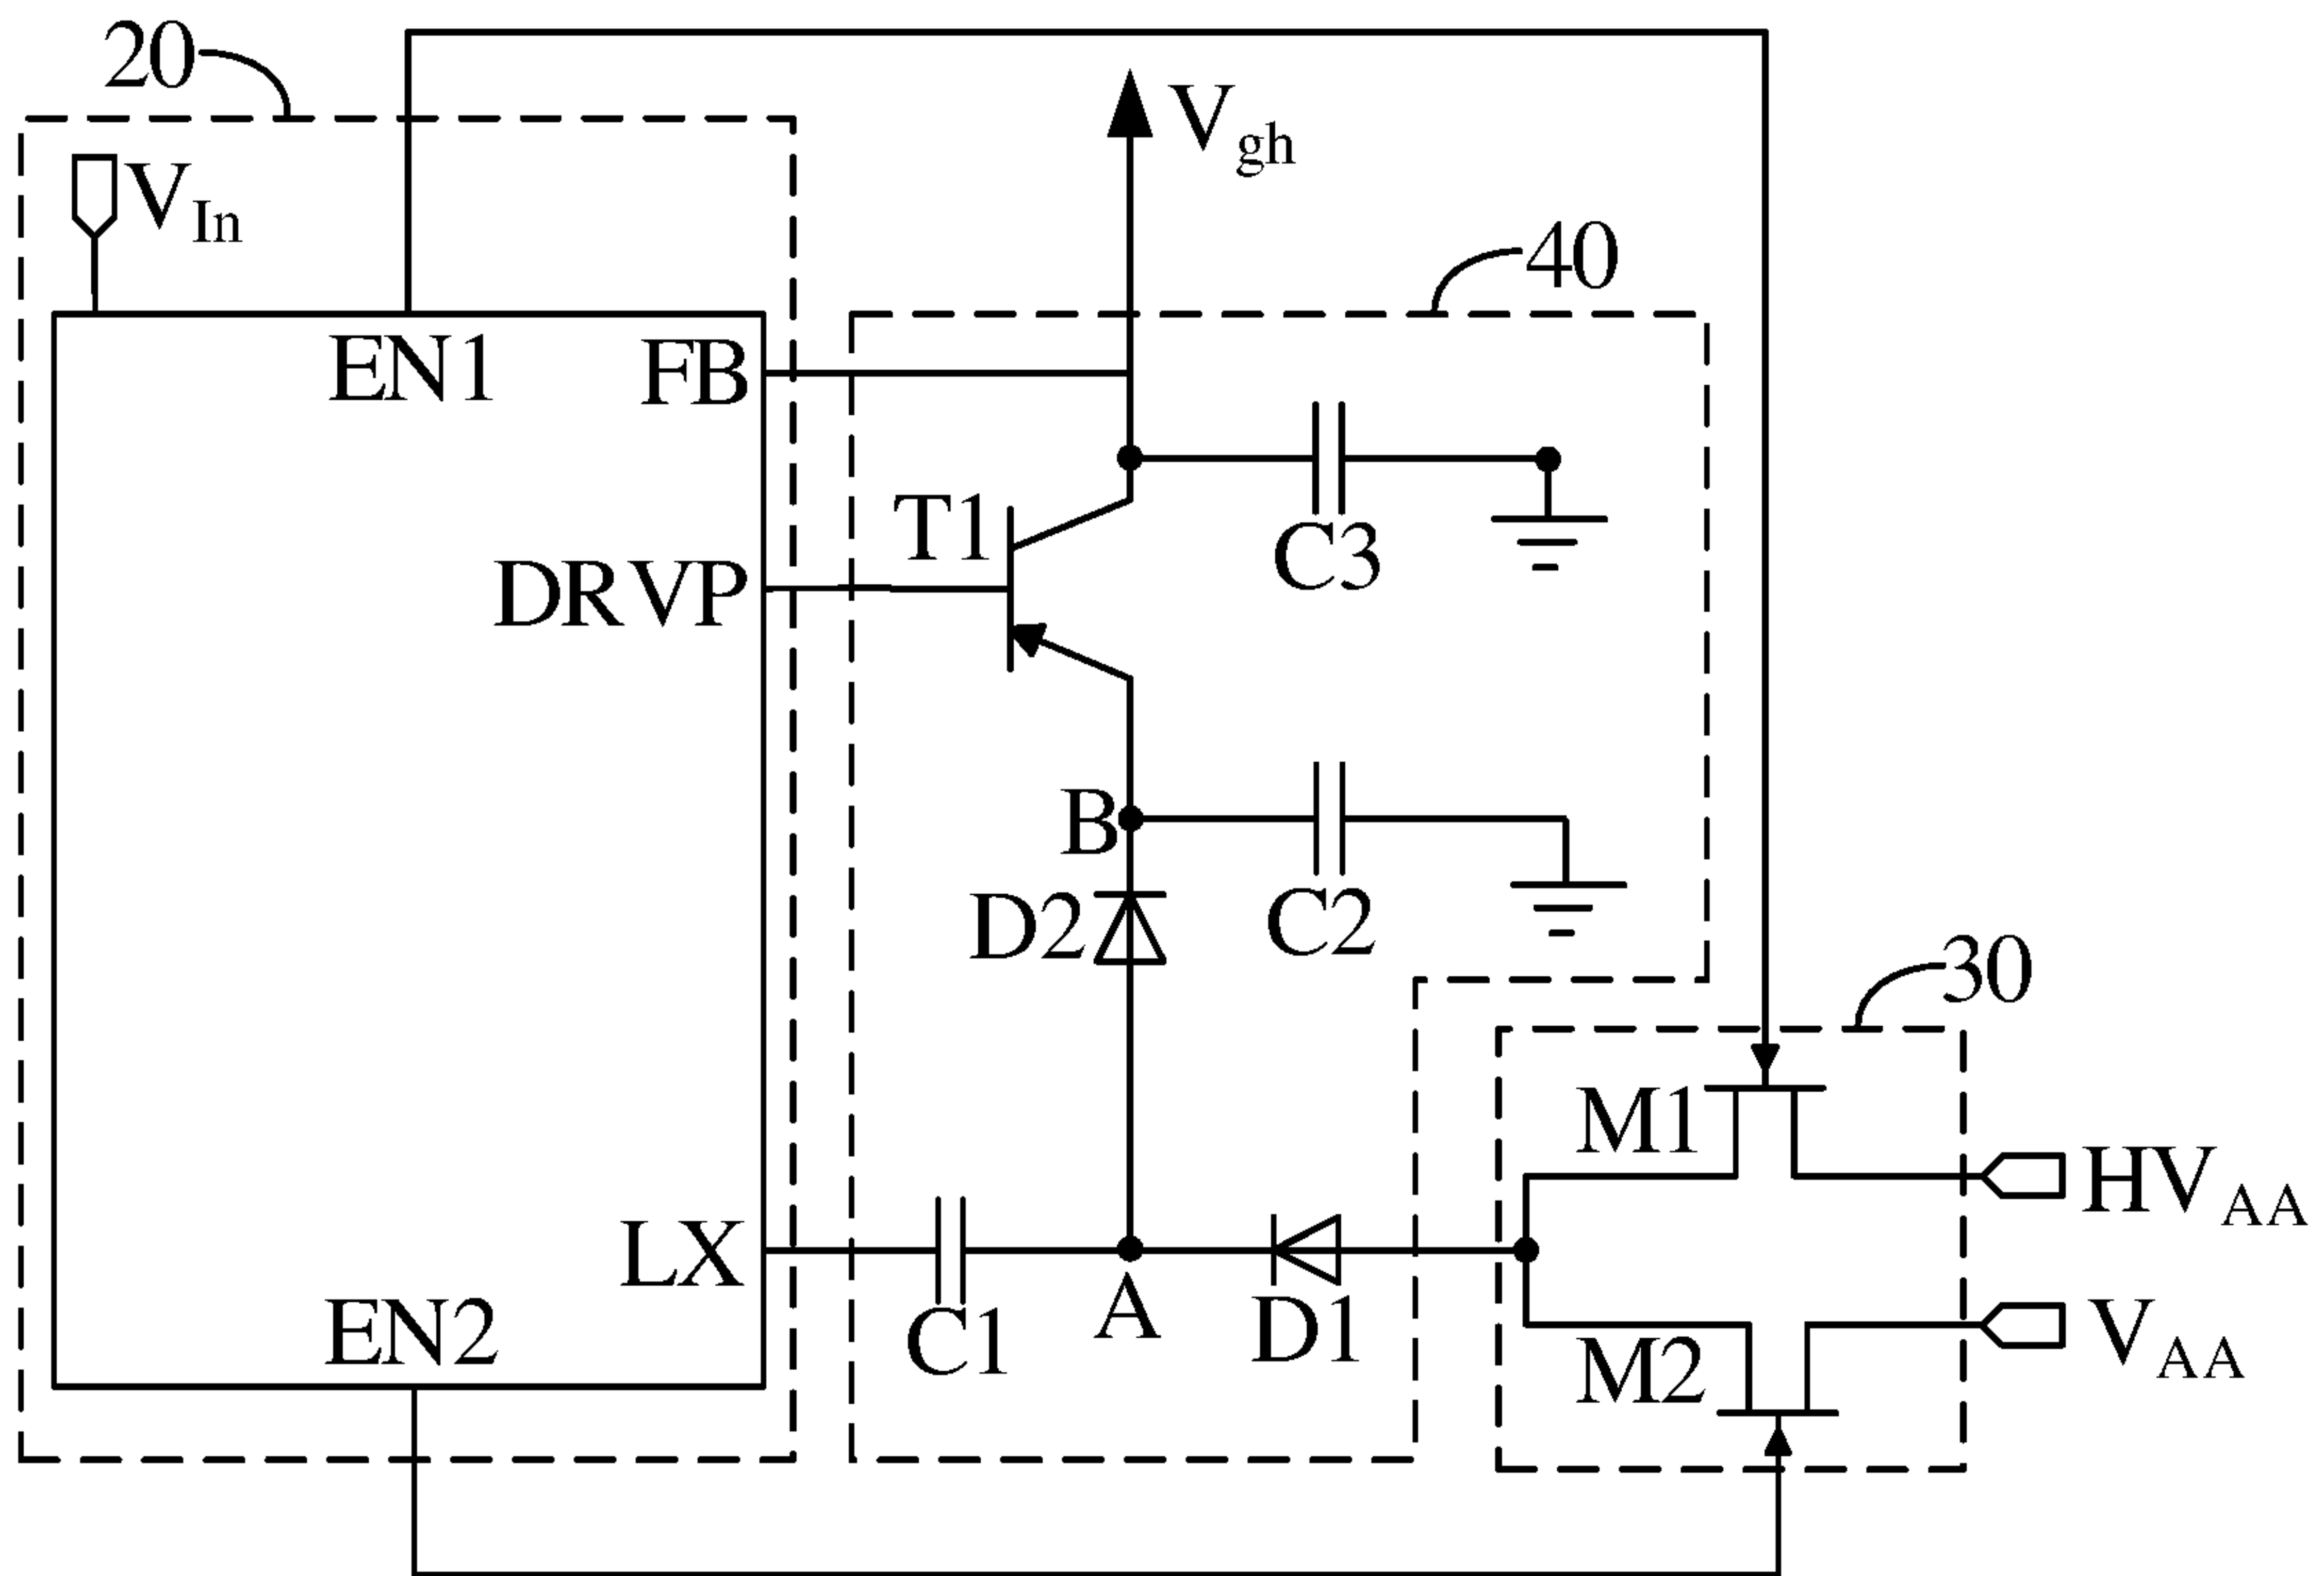 20
V_In
V_gh
40
EN1
FB
T1
C3
DRVP
B
D2
C2
30
M1
HV_AA
LX
A
C1
D1
EN2
V_AA
M2